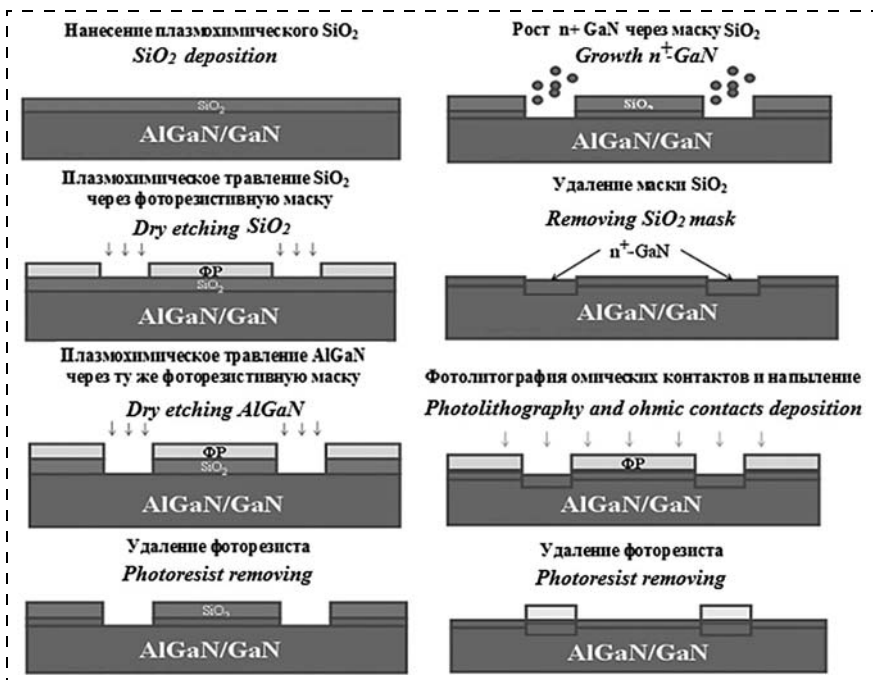 Нанесение плазмохимического SiO₂
SiO₂ deposition
SiO₂
AlGaN/GaN
Плазмохимическое травление SiO₂
через фоторезистивную маску
Dry etching SiO₂
ФР
SiO₂
AlGaN/GaN
Плазмохимическое травление AlGaN
через ту же фоторезистивную маску
Dry etching AlGaN
ФР
SiO₂
AlGaN/GaN
Удаление фоторезиста
Photoresist removing
SiO₂
AlGaN/GaN
Рост n+ GaN через маску SiO₂
Growth n⁺-GaN
SiO₂
AlGaN/GaN
Удаление маски SiO₂
Removing SiO₂ mask
n⁺-GaN
AlGaN/GaN
Фотолитография омических контактов и напыление
Photolithography and ohmic contacts deposition
ФР
AlGaN/GaN
Удаление фоторезиста
Photoresist removing
AlGaN/GaN